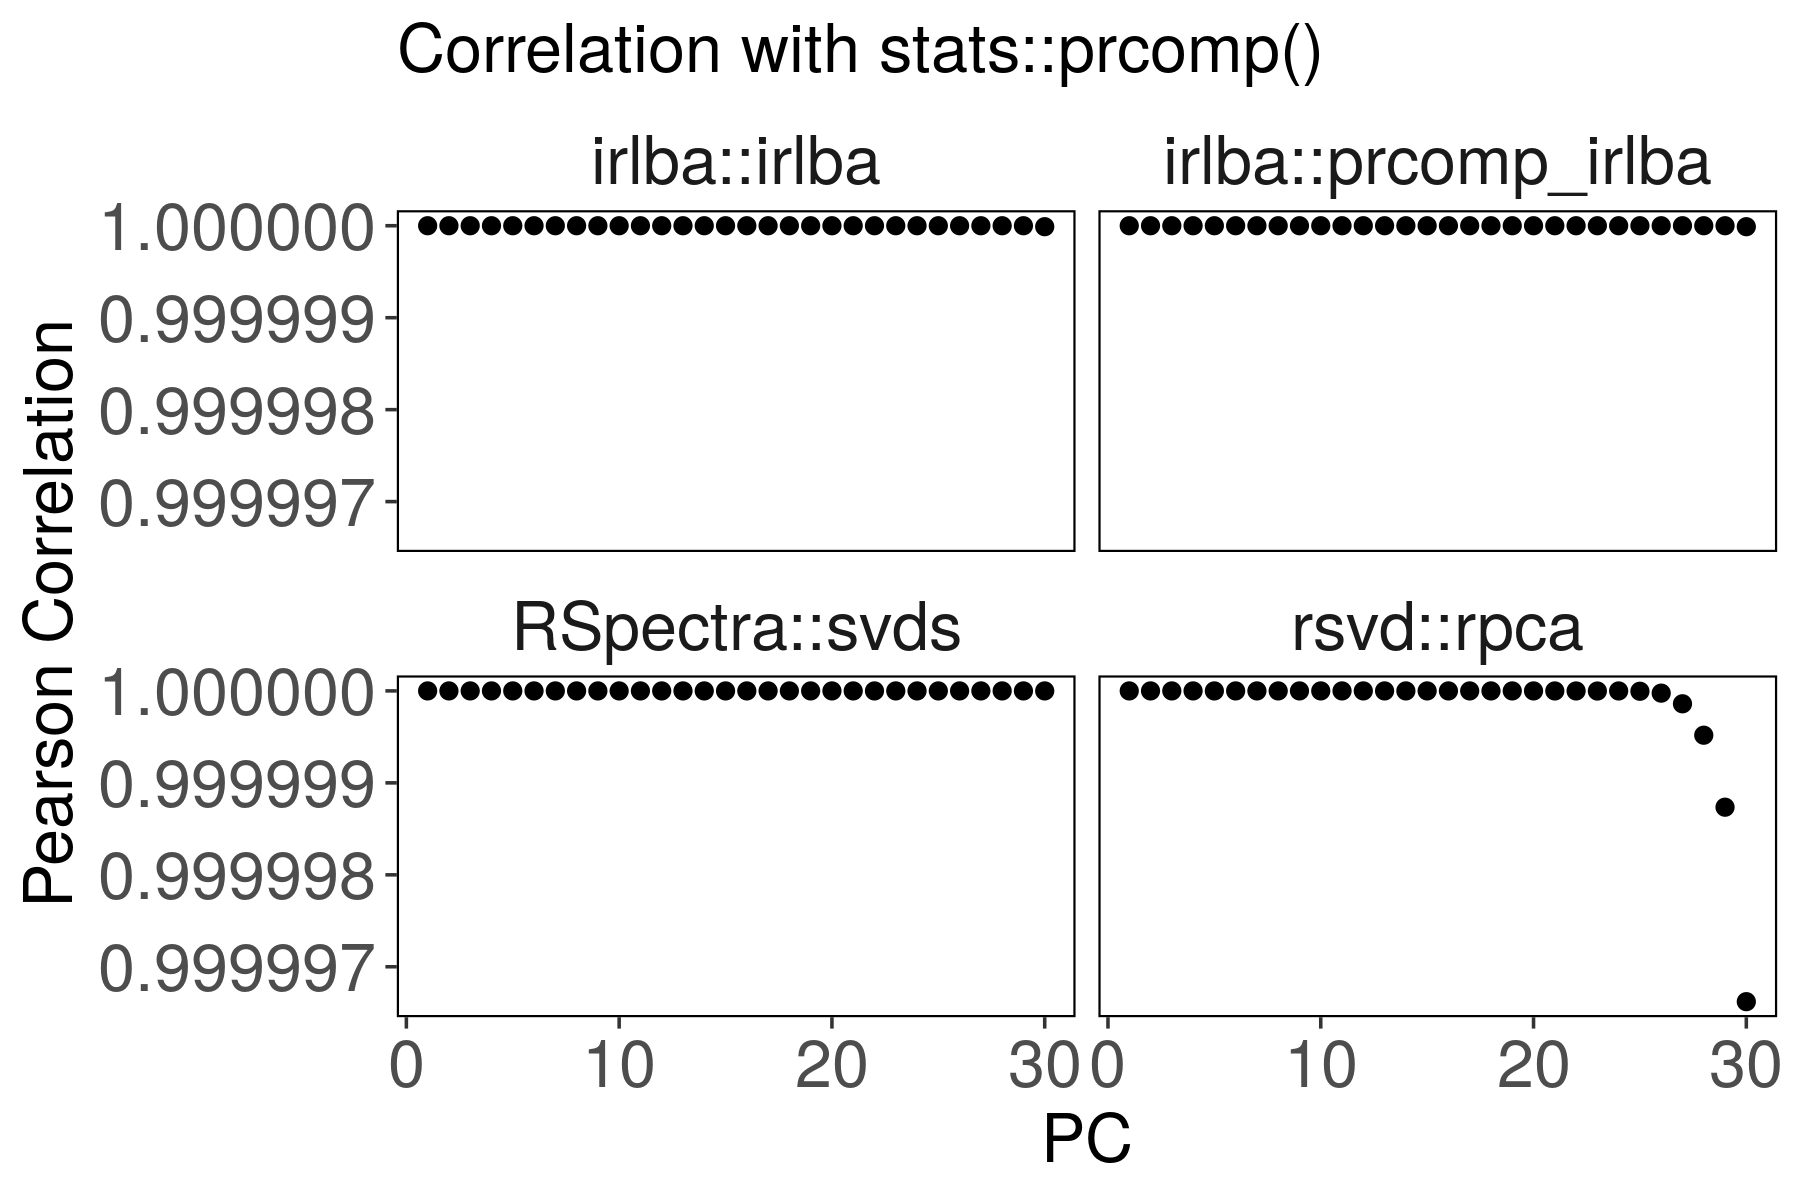 Correlation with stats::prcomp()
irlba::irlba
irlba::prcomp_irlba
1.000000
0.999999
0.999998
0.999997
Pearson Correlation
RSpectra::svds
rsvd::rpca
1.000000
0.999999
0.999998
0.999997
0 10 20 30 0 10 20 30
PC